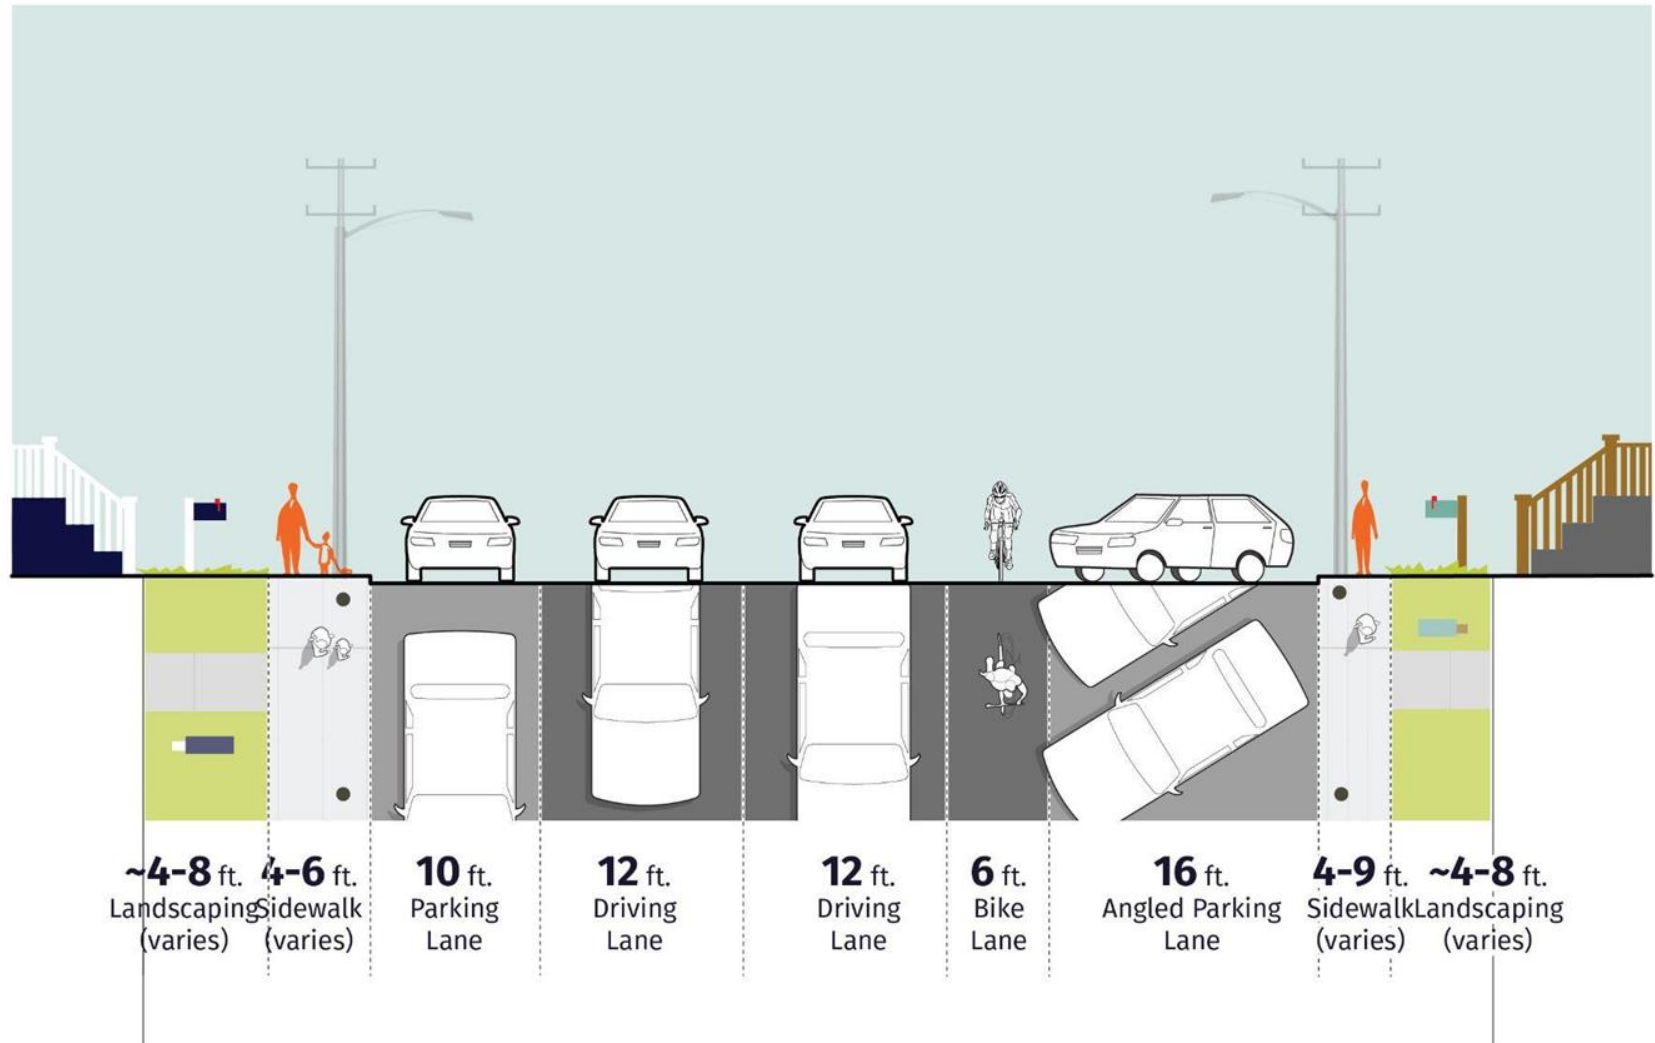 ~4-8 ft. 4-6 ft. 10 ft. 12 ft. 12 ft. 6 ft. 16 ft. 4-9 ft. ~4-8 ft.
Landscaping Sidewalk Parking Driving Driving Bike Angled Parking Sidewalk Landscaping
(varies) (varies) Lane Lane Lane Lane Lane (varies) (varies)